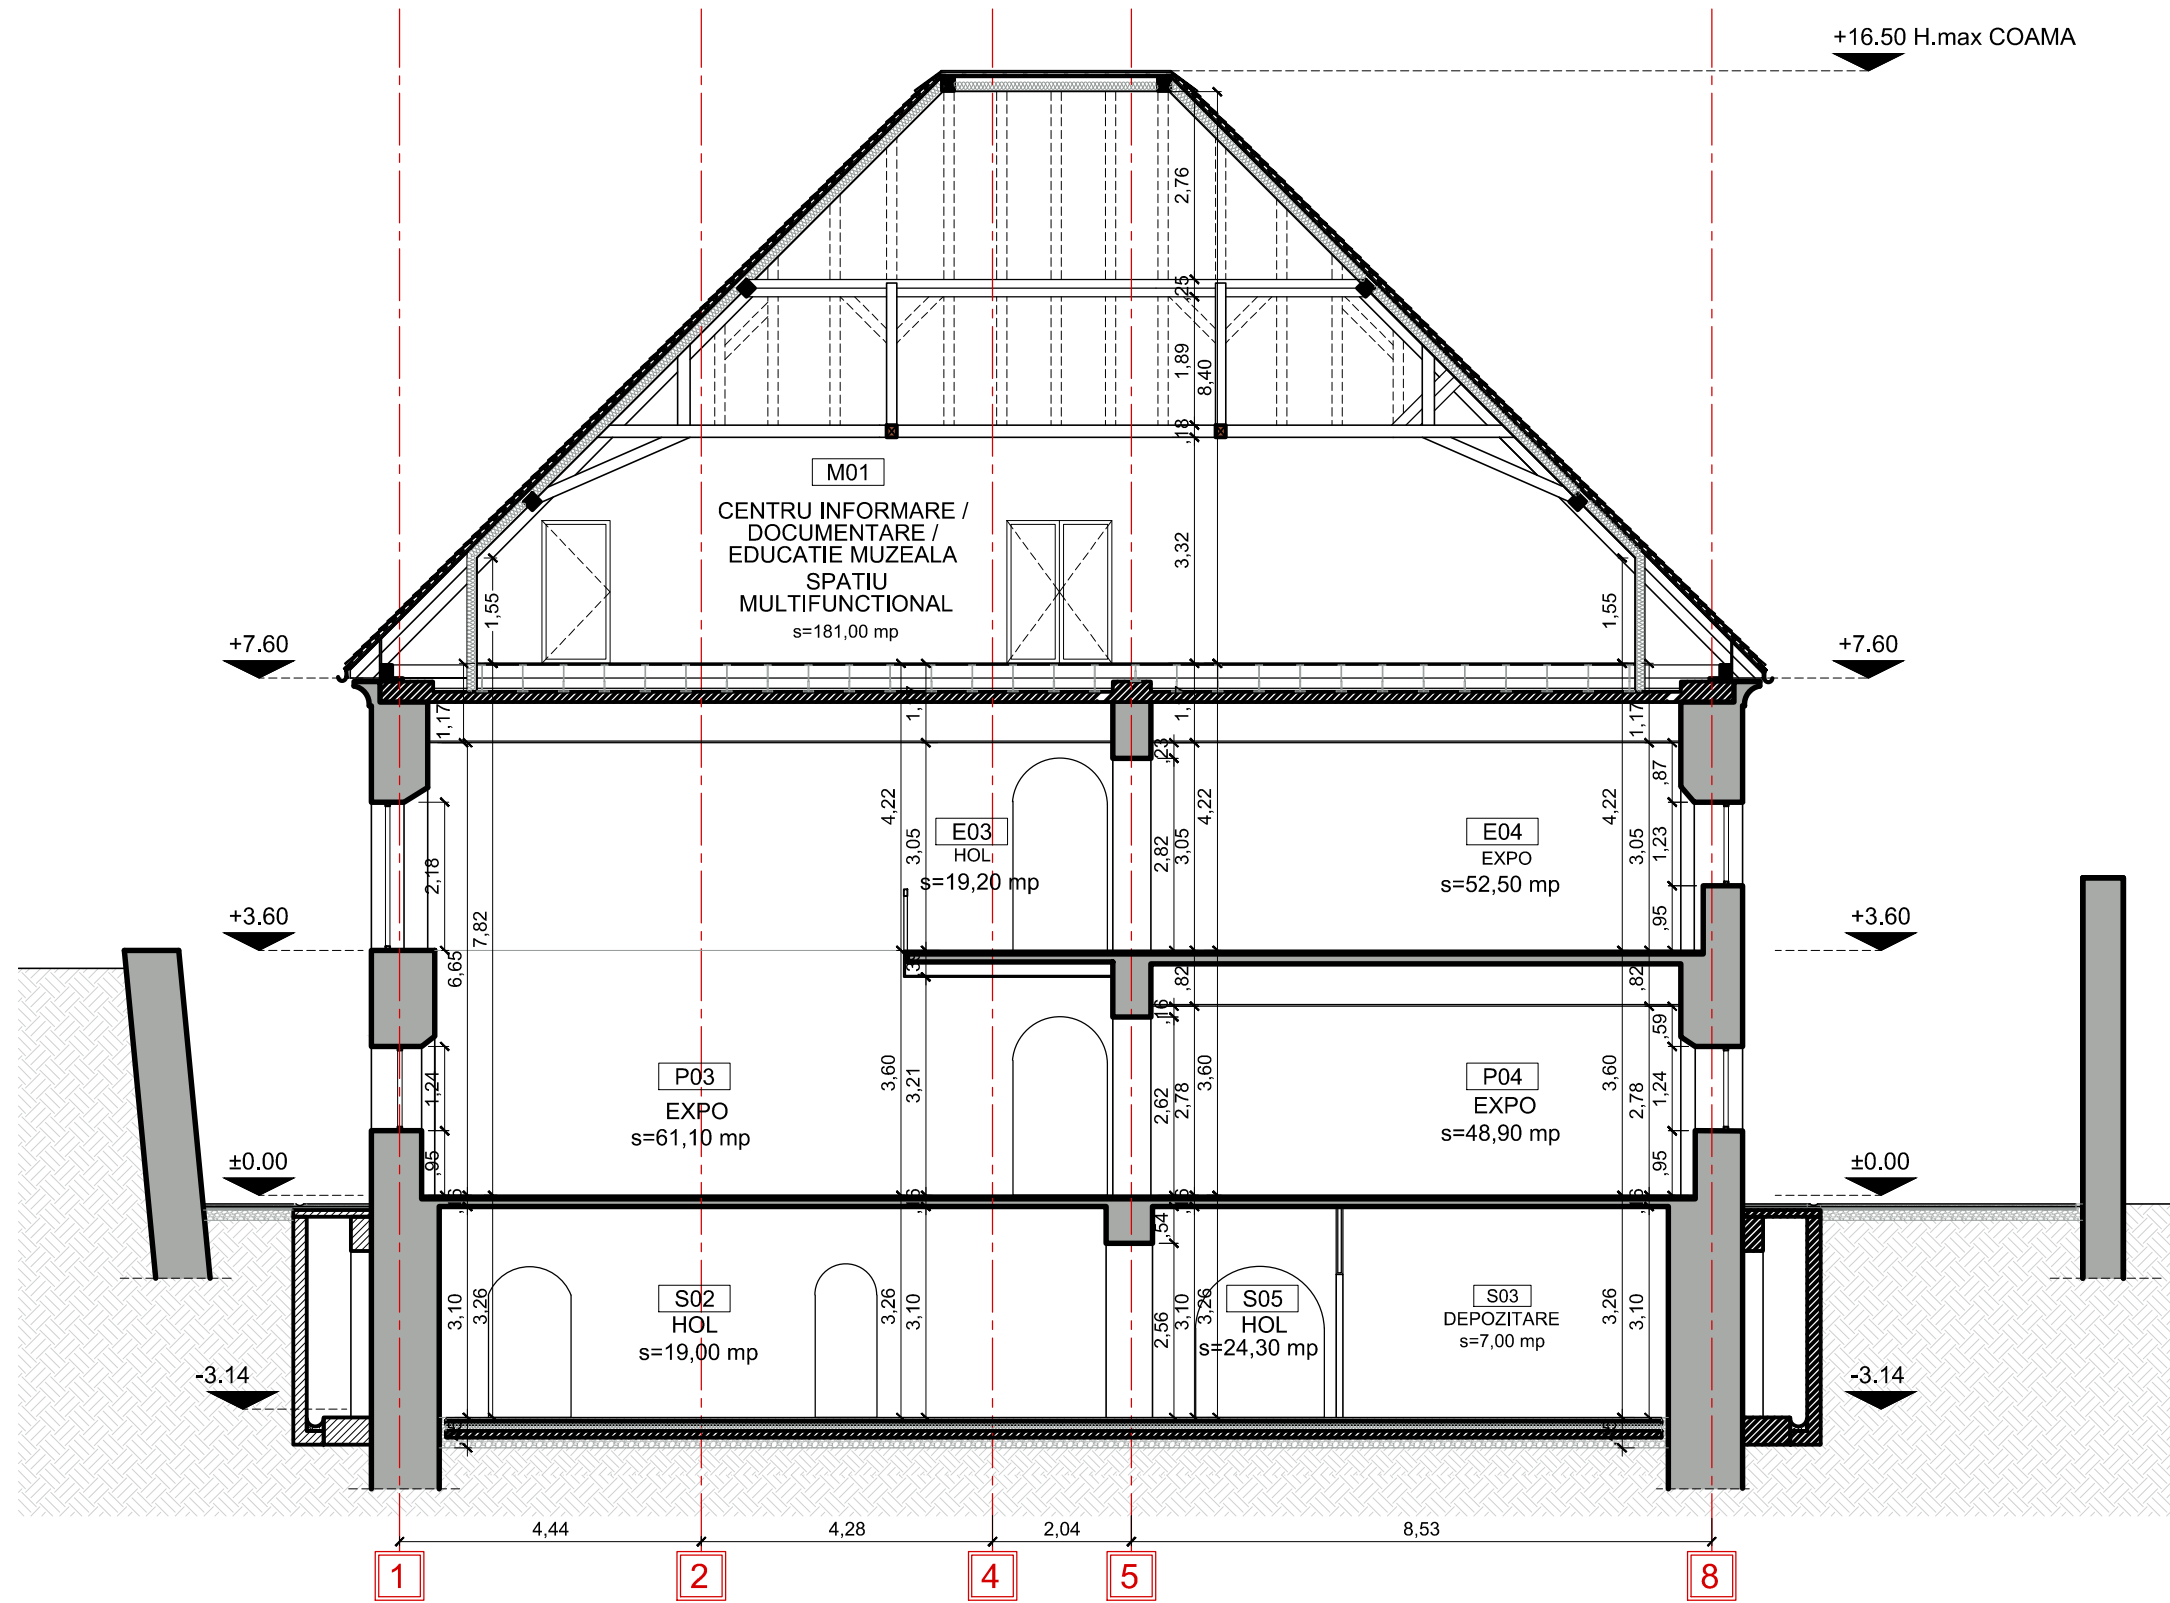 +16.50 H.max COAMA
2,76
,25
1,89
8,40
,18
M01
CENTRU INFORMARE /
DOCUMENTARE /
EDUCATIE MUZEALA
SPATIU
MULTIFUNCTIONAL
s=181,00 mp
3,32
1,55
1,55
+7.60
+7.60
1,17
1,17
,23
,87
4,22
3,05
2,82
3,05
4,22
4,22
3,05
1,23
,95
E03
HOL
s=19,20 mp
E04
EXPO
s=52,50 mp
2,18
7,82
6,65
+3.60
+3.60
,82
,82
,16
,59
P03
EXPO
s=61,10 mp
P04
EXPO
s=48,90 mp
1,24
,95
3,60
3,21
2,62
2,78
3,60
3,60
2,78
1,24
,95
±0.00
±0.00
,16
,16
,16
,16
,54
S02
HOL
s=19,00 mp
S05
HOL
s=24,30 mp
S03
DEPOZITARE
s=7,00 mp
3,10
3,26
3,26
3,10
2,56
3,10
3,26
3,26
3,10
-3.14
-3.14
4,44
4,28
2,04
8,53
1
2
4
5
8